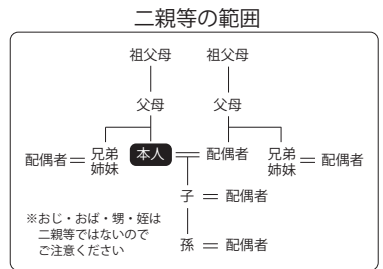 二親等の範囲
祖父母 祖父母
父母 父母
配偶者 兄弟姉妹 本人 配偶者 兄弟姉妹 配偶者
子 配偶者
孫 配偶者
※おじ・おば・甥・姪は
二親等ではないので
ご注意ください